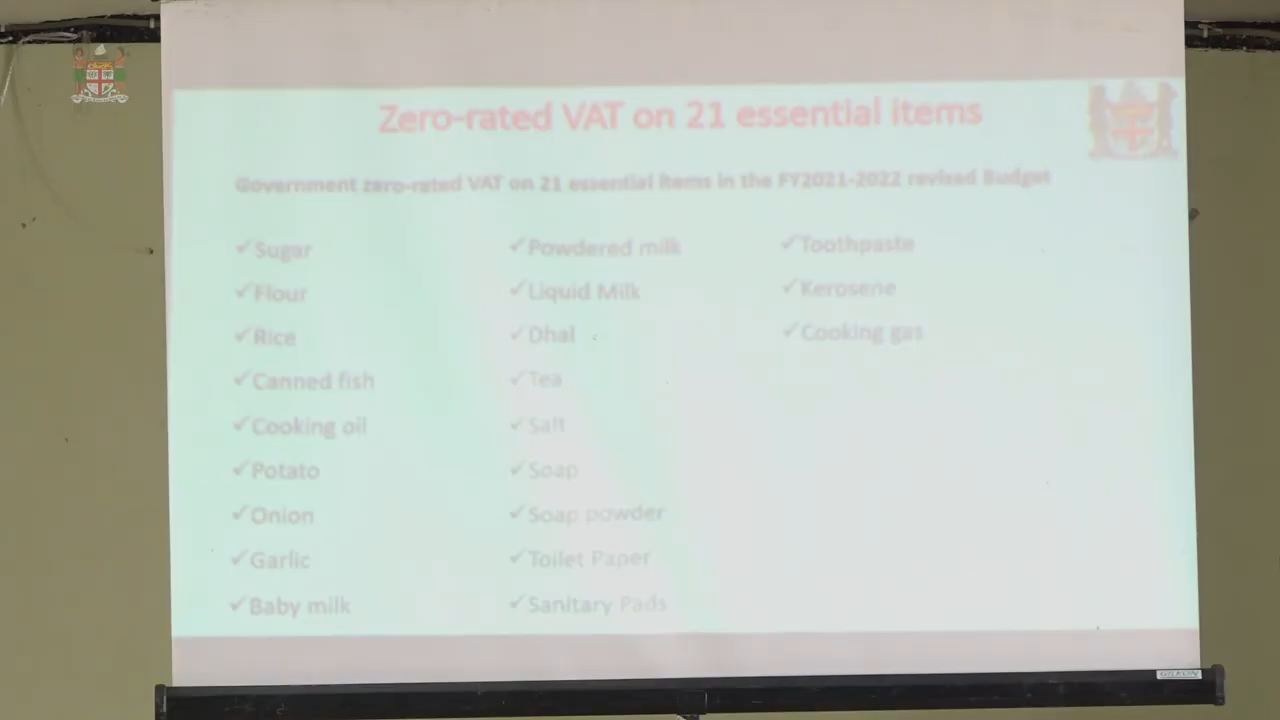 Zero-rated VAT on 21 essential items
Government zero-rated VAT on 21 essential items in the FY2021-2022 revised Budget
✓Sugar
✓Flour
✓Rice
✓Canned fish
✓Cooking oil
✓Potato
✓Onion
✓Garlic
✓Baby milk
✓Powdered milk
✓Liquid Milk
✓Dhal
✓Tea
✓Salt
✓Soap
✓Soap powder
✓Toilet Paper
✓Sanitary Pads
✓Toothpaste
✓Kerosene
✓Cooking gas